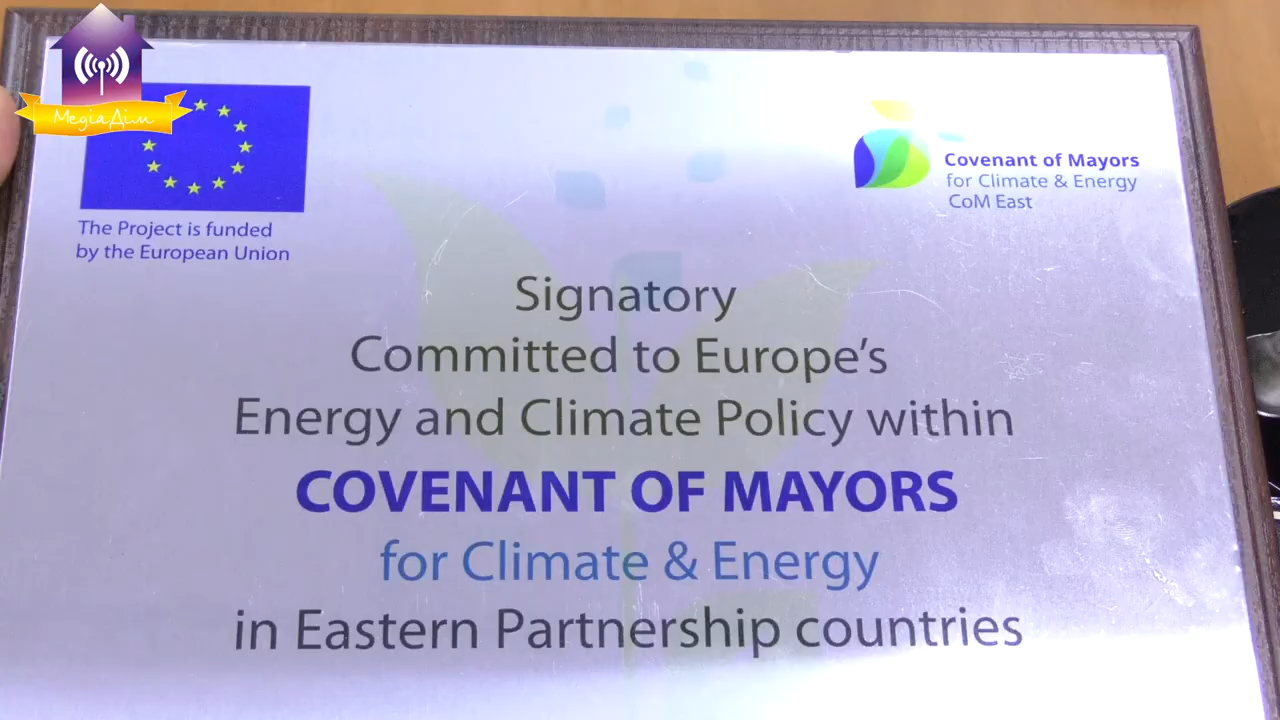 МедіаДім
The Project is funded
by the European Union
Covenant of Mayors
for Climate & Energy
CoM East
Signatory
Committed to Europe's
Energy and Climate Policy within
COVENANT OF MAYORS
for Climate & Energy
in Eastern Partnership countries